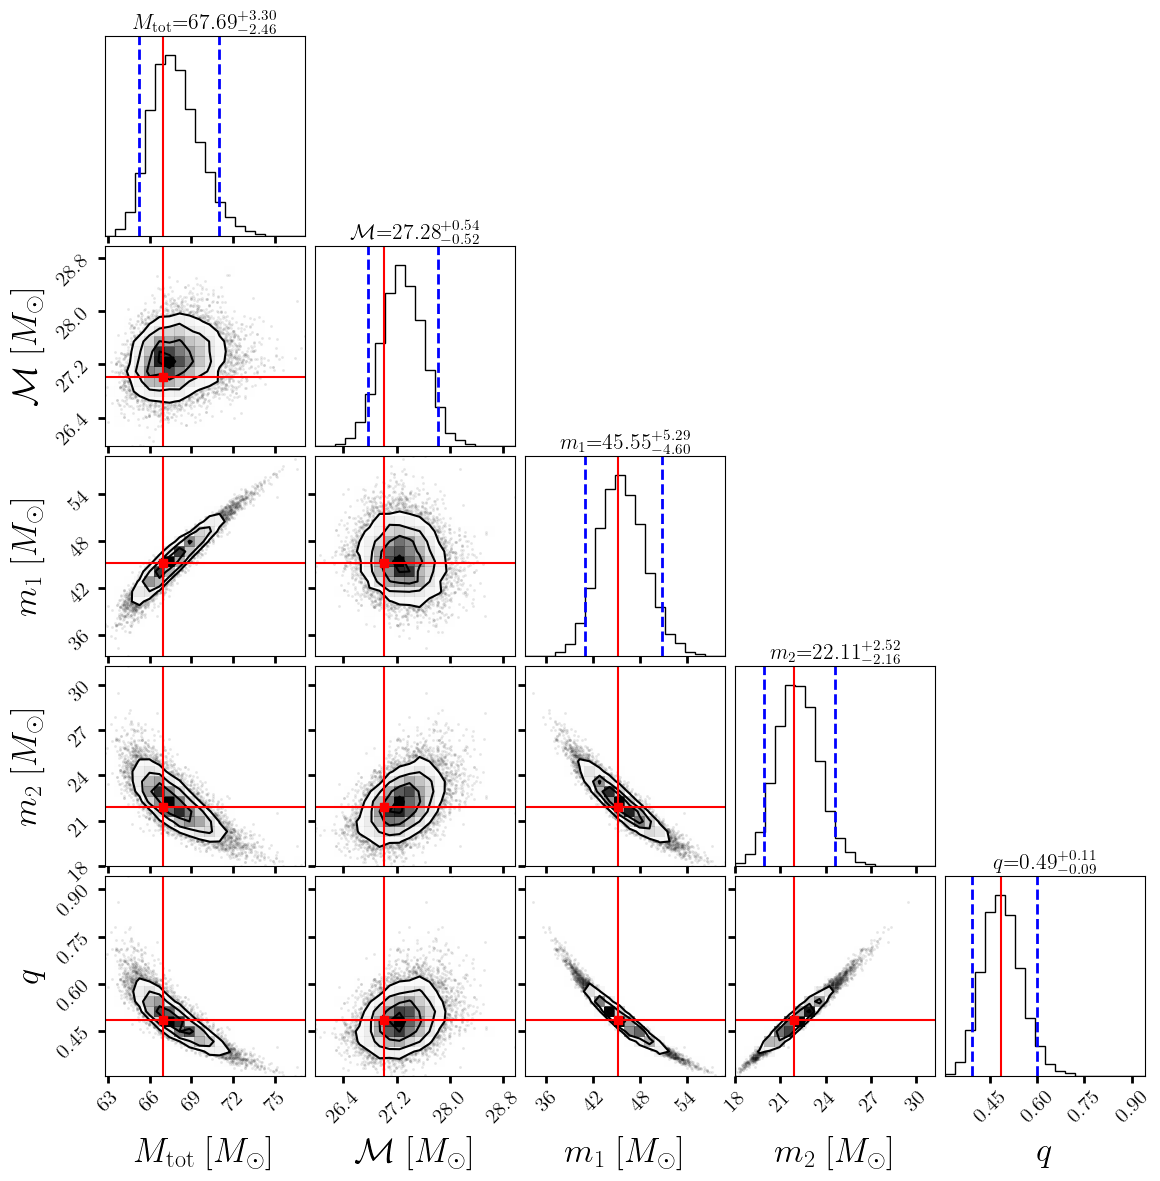 M_tot=67.69^{+3.30}_{-2.46}
ℳ=27.28^{+0.54}_{-0.52}
ℳ [M_⊙]
28.8
28.0
27.2
26.4
m_1=45.55^{+5.29}_{-4.60}
m_1 [M_⊙]
54
48
42
36
m_2=22.11^{+2.52}_{-2.16}
m_2 [M_⊙]
30
27
24
21
18
q=0.49^{+0.11}_{-0.09}
q
0.90
0.75
0.60
0.45
63 66 69 72 75
26.4 27.2 28.0 28.8
36 42 48 54
18 21 24 27 30
0.45 0.60 0.75 0.90
M_tot [M_⊙]
ℳ [M_⊙]
m_1 [M_⊙]
m_2 [M_⊙]
q